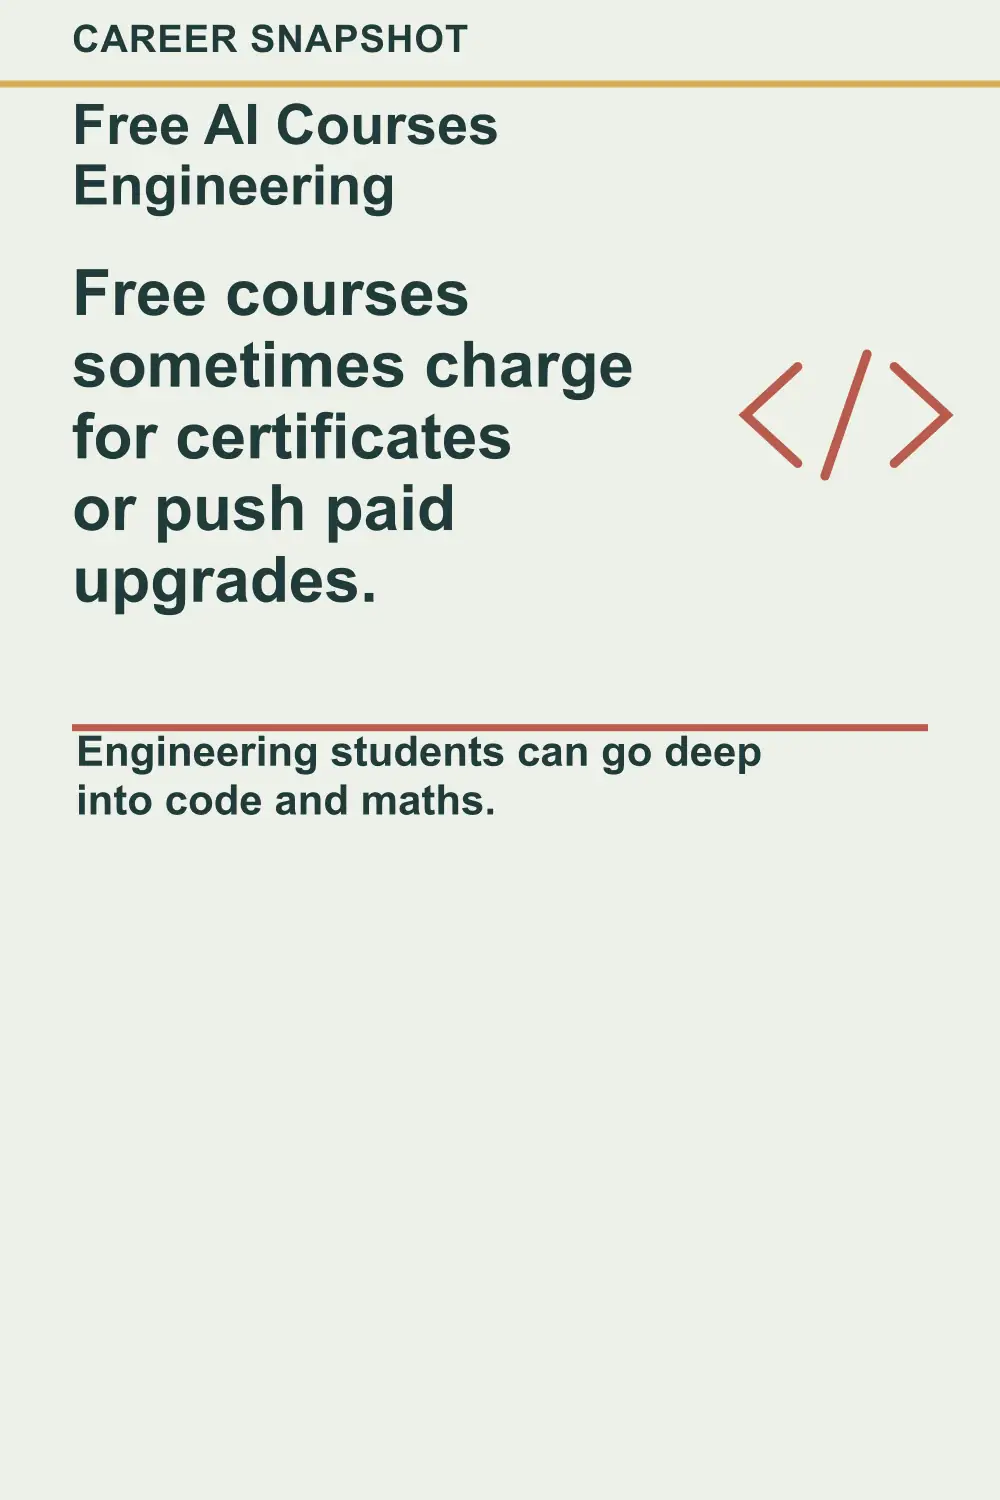 CAREER SNAPSHOT
Free AI Courses
Engineering
Free courses
sometimes charge
for certificates
or push paid
upgrades.
Engineering students can go deep
into code and maths.